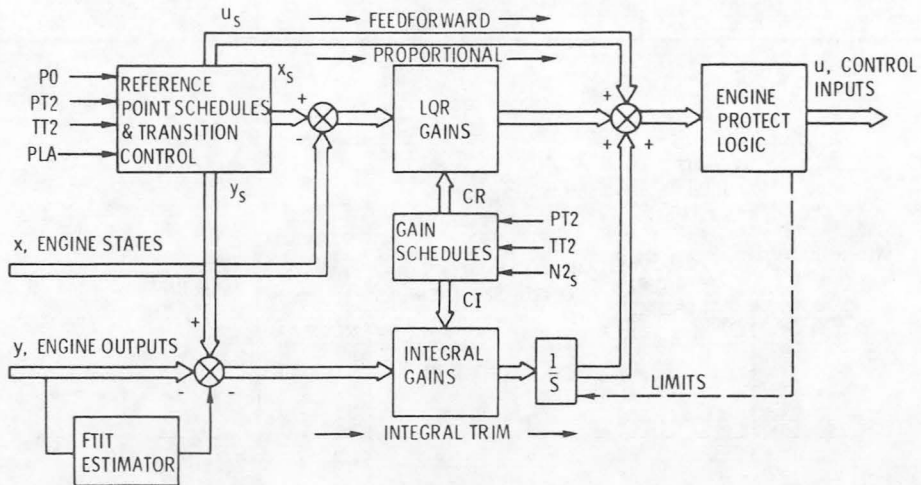 u_s
FEEDFORWARD
PROPORTIONAL
x_s
P0
PT2
TT2
PLA
REFERENCE
POINT SCHEDULES
& TRANSITION
CONTROL
+
-
LQR
GAINS
+
+
+
ENGINE
PROTECT
LOGIC
u, CONTROL
INPUTS
y_s
CR
x, ENGINE STATES
GAIN
SCHEDULES
PT2
TT2
N2_s
CI
+
y, ENGINE OUTPUTS
-
-
INTEGRAL
GAINS
1
S
LIMITS
FTIT
ESTIMATOR
INTEGRAL TRIM